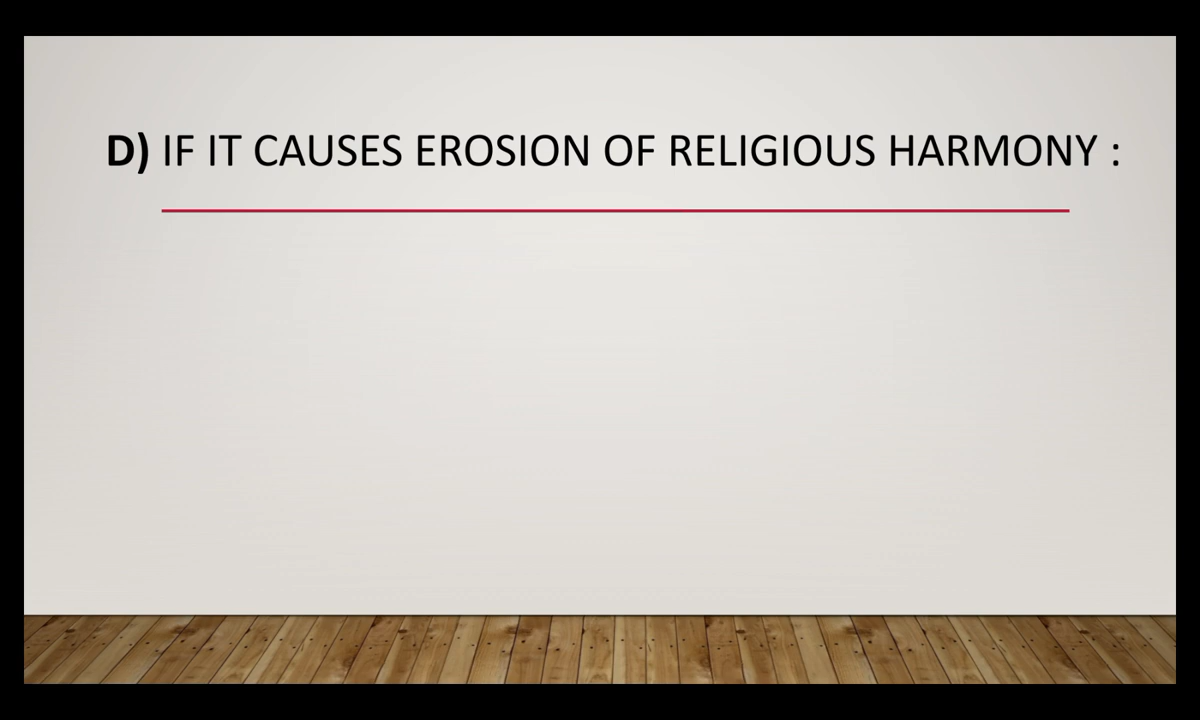 D) IF IT CAUSES EROSION OF RELIGIOUS HARMONY :